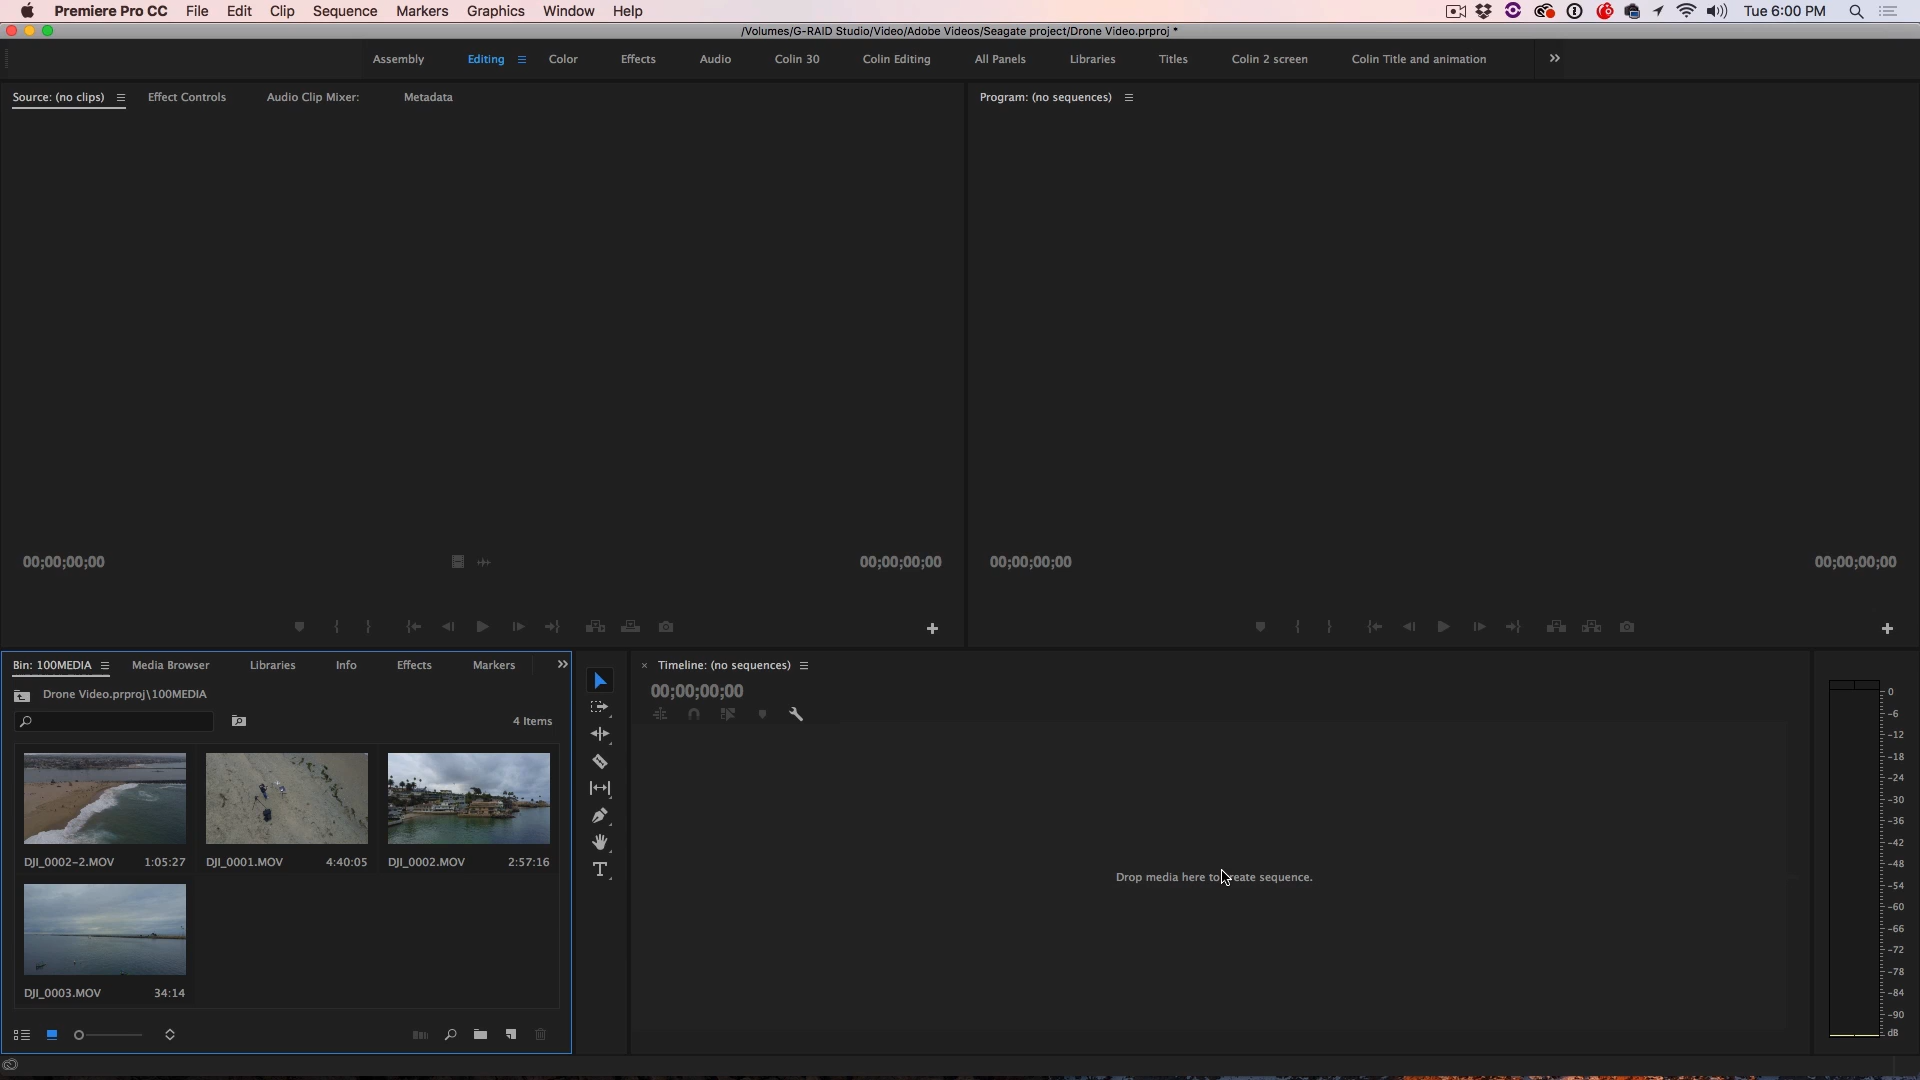 Premiere Pro CC File Edit Clip Sequence Markers Graphics Window Help Tue 6:00 PM
/Volumes/G-RAID Studio/Video/Adobe Videos/Seagate project/Drone Video.prproj *
Assembly Editing Color Effects Audio Colin 30 Colin Editing All Panels Libraries Titles Colin 2 screen Colin Title and animation
Source: (no clips) Effect Controls Audio Clip Mixer: Metadata
Program: (no sequences)
00;00;00;00 00;00;00;00
00;00;00;00 00;00;00;00
Bin: 100MEDIA Media Browser Libraries Info Effects Markers
Drone Video.prproj\100MEDIA
4 Items
DJI_0002-2.MOV 1:05:27
DJI_0001.MOV 4:40:05
DJI_0002.MOV 2:57:16
DJI_0003.MOV 34:14
Timeline: (no sequences)
00;00;00;00
Drop media here to create sequence.
0
-6
-12
-18
-24
-30
-36
-42
-48
-54
-60
-66
-72
-78
-84
-90
dB